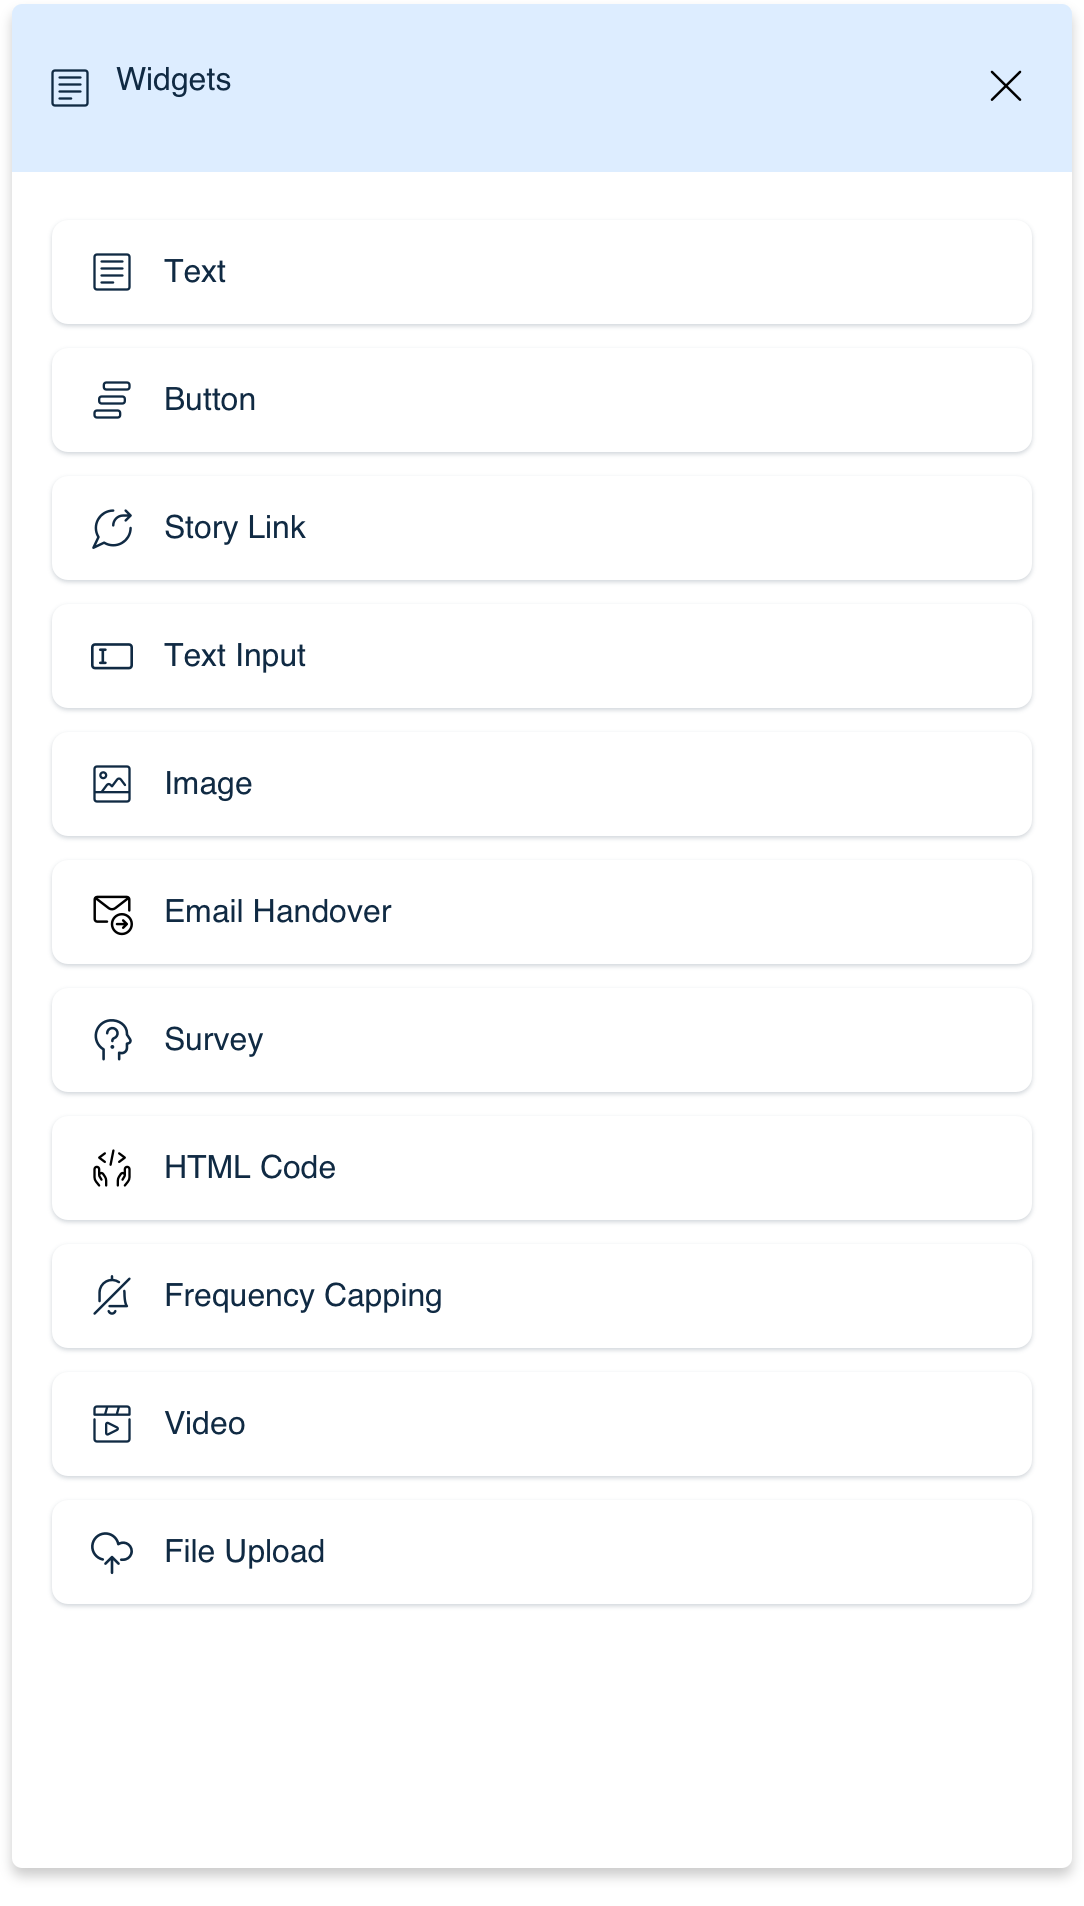 Widgets
Text
Button
Story Link
Text Input
Image
Email Handover
Survey
HTML Code
Frequency Capping
Video
File Upload